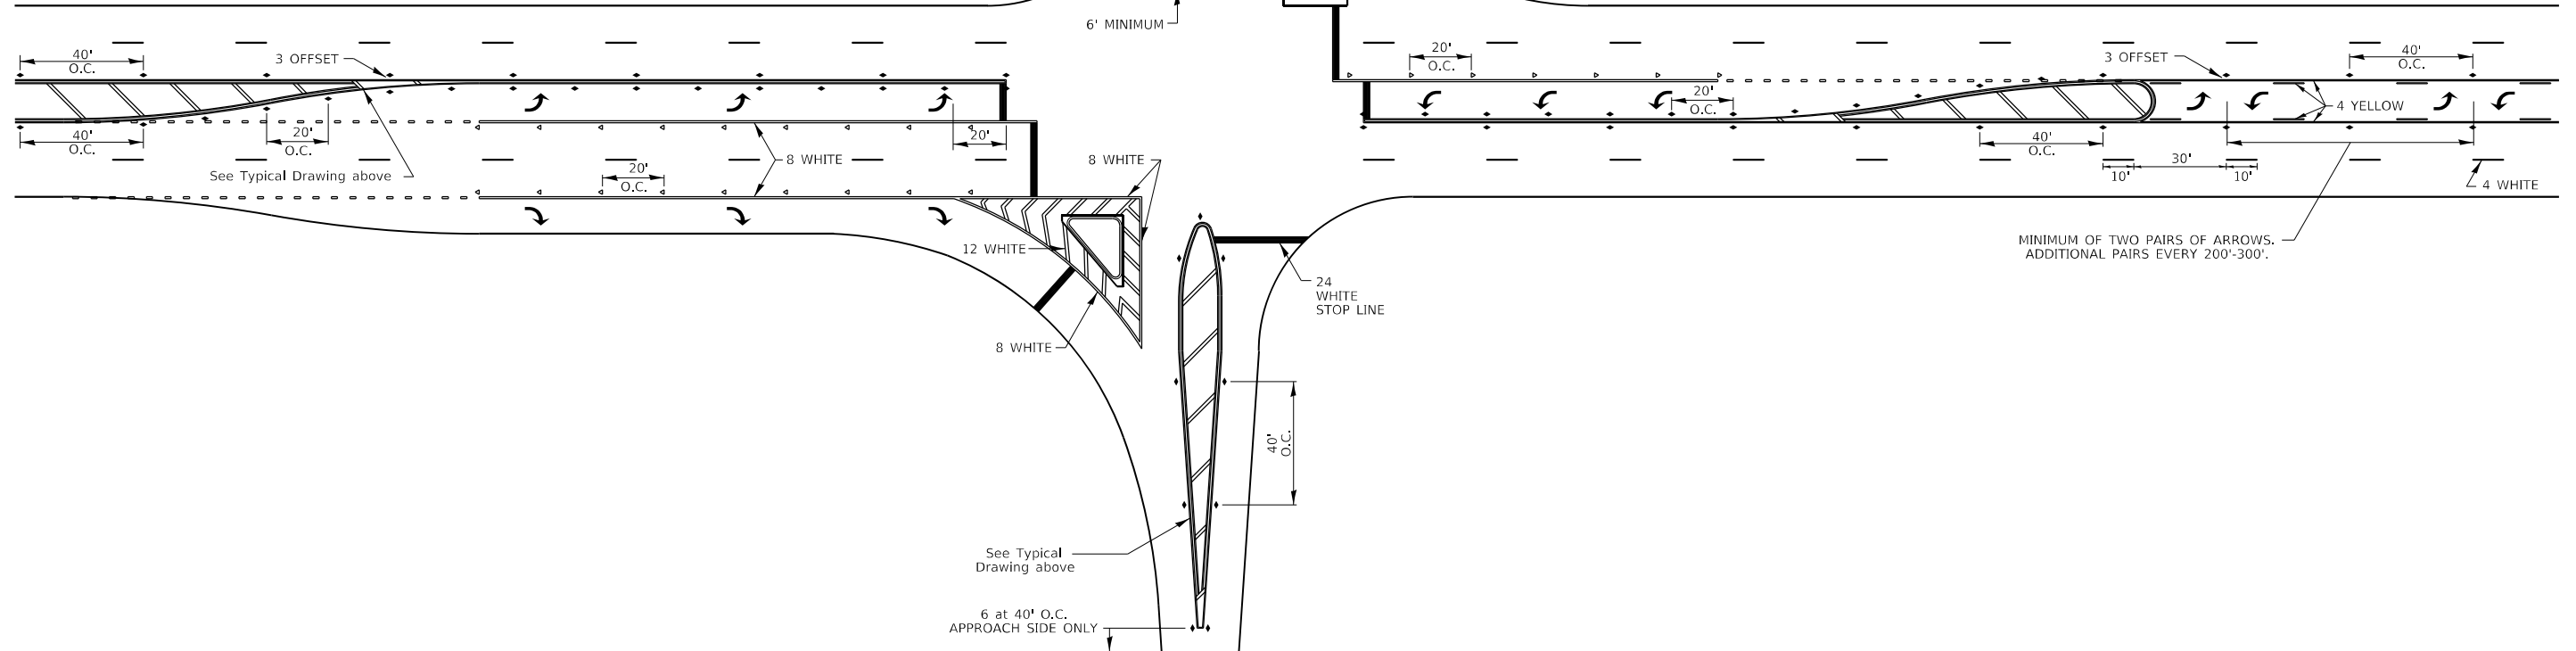 6' MINIMUM
40'
O.C.
3 OFFSET
20'
O.C.
3 OFFSET
40'
O.C.
20'
O.C.
4 YELLOW
40'
O.C.
20'
O.C.
20'
8 WHITE
8 WHITE
See Typical Drawing above
20'
O.C.
40'
O.C.
10'
30'
10'
4 WHITE
12 WHITE
MINIMUM OF TWO PAIRS OF ARROWS.
ADDITIONAL PAIRS EVERY 200'-300'.
24
WHITE
STOP LINE
8 WHITE
40'
O.C.
See Typical
Drawing above
6 at 40' O.C.
APPROACH SIDE ONLY